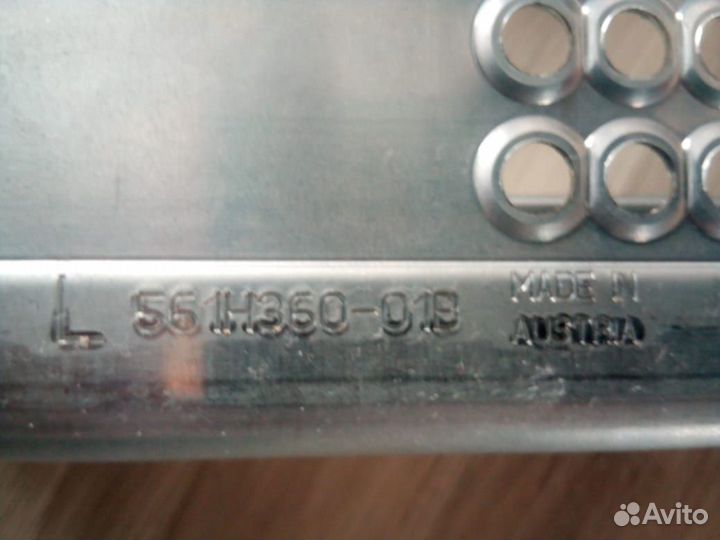 L 561H360-01B MADE IN
AUSTRIA
Avito